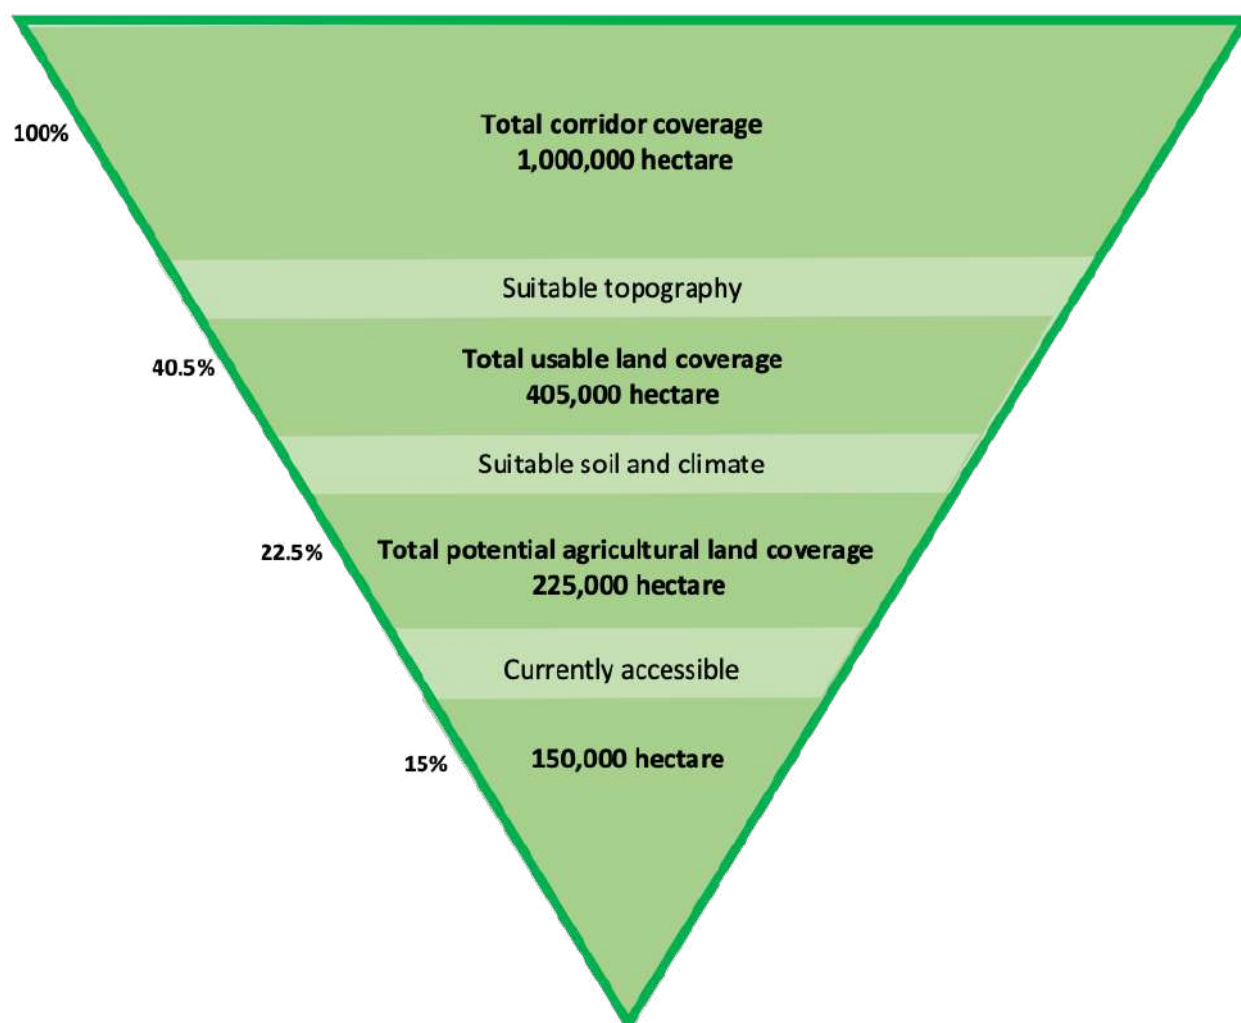 100%
Total corridor coverage
1,000,000 hectare
Suitable topography
40.5%
Total usable land coverage
405,000 hectare
Suitable soil and climate
22.5%
Total potential agricultural land coverage
225,000 hectare
Currently accessible
15%
150,000 hectare